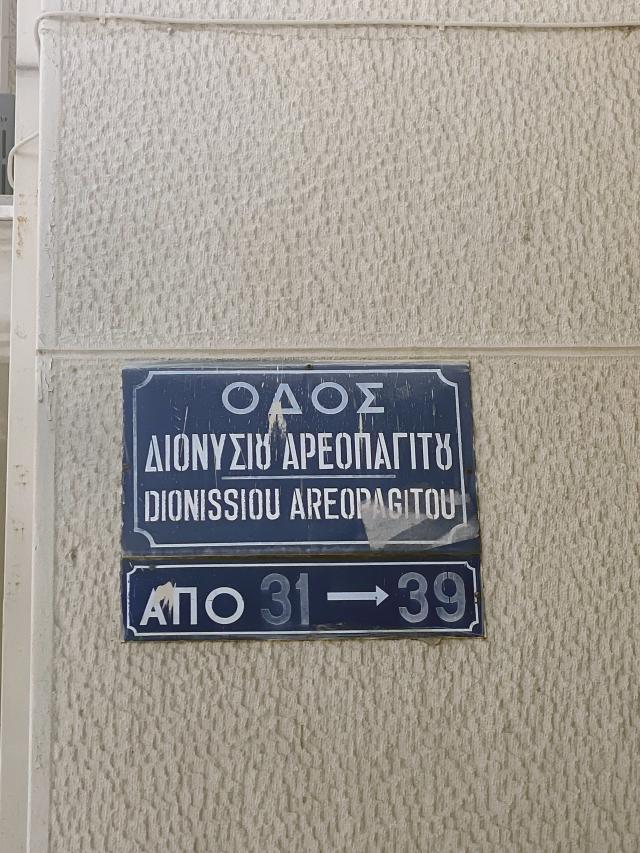 ΟΔΟΣ
ΔΙΟΝΥΣΙȢ ΑΡΕΟΠΑΓΙΤȢ
DIONISSIOU AREOPAGITOU
ΑΠΟ 31 → 39